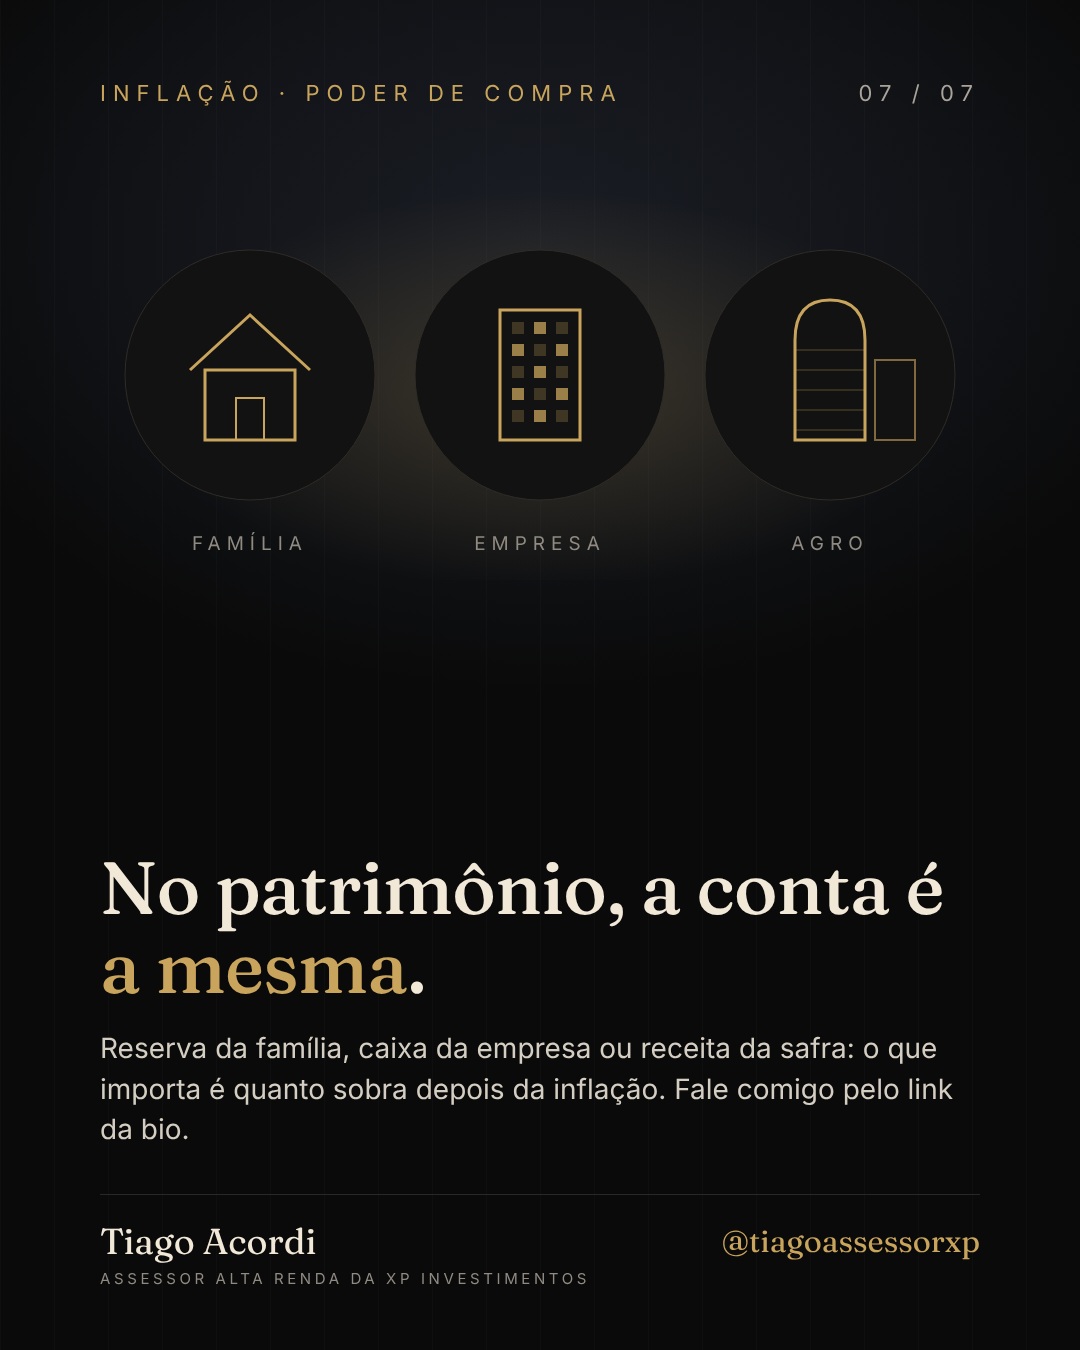 INFLAÇÃO · PODER DE COMPRA
07 / 07
FAMÍLIA
EMPRESA
AGRO
No patrimônio, a conta é
a mesma.
Reserva da família, caixa da empresa ou receita da safra: o que
importa é quanto sobra depois da inflação. Fale comigo pelo link
da bio.
Tiago Acordi
@tiagoassessorxp
ASSESSOR ALTA RENDA DA XP INVESTIMENTOS